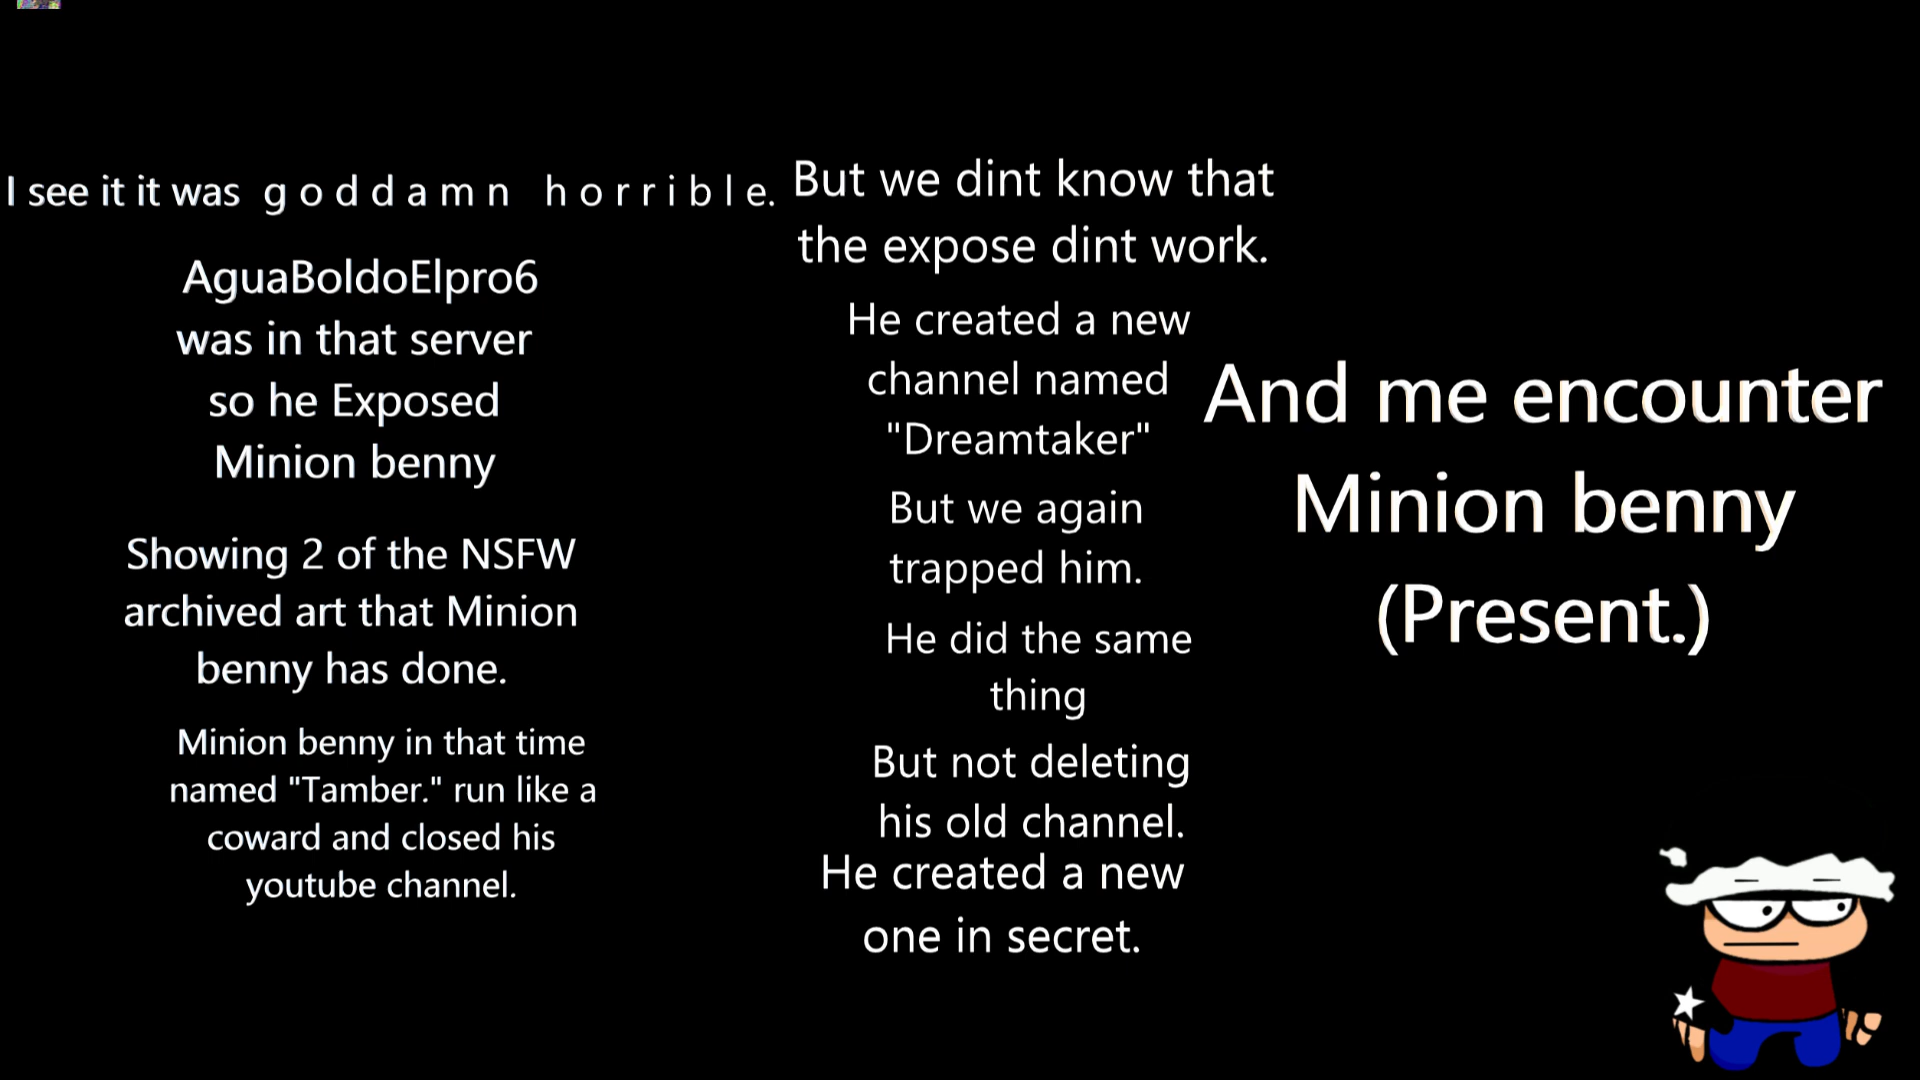 I see it it was g o d d a m n h o r r i b l e.
AguaBoldoElpro6
was in that server
so he Exposed
Minion benny
Showing 2 of the NSFW
archived art that Minion
benny has done.
Minion benny in that time
named "Tamber." run like a
coward and closed his
youtube channel.
But we dint know that
the expose dint work.
He created a new
channel named
"Dreamtaker"
But we again
trapped him.
He did the same
thing
But not deleting
his old channel.
He created a new
one in secret.
And me encounter
Minion benny
(Present.)